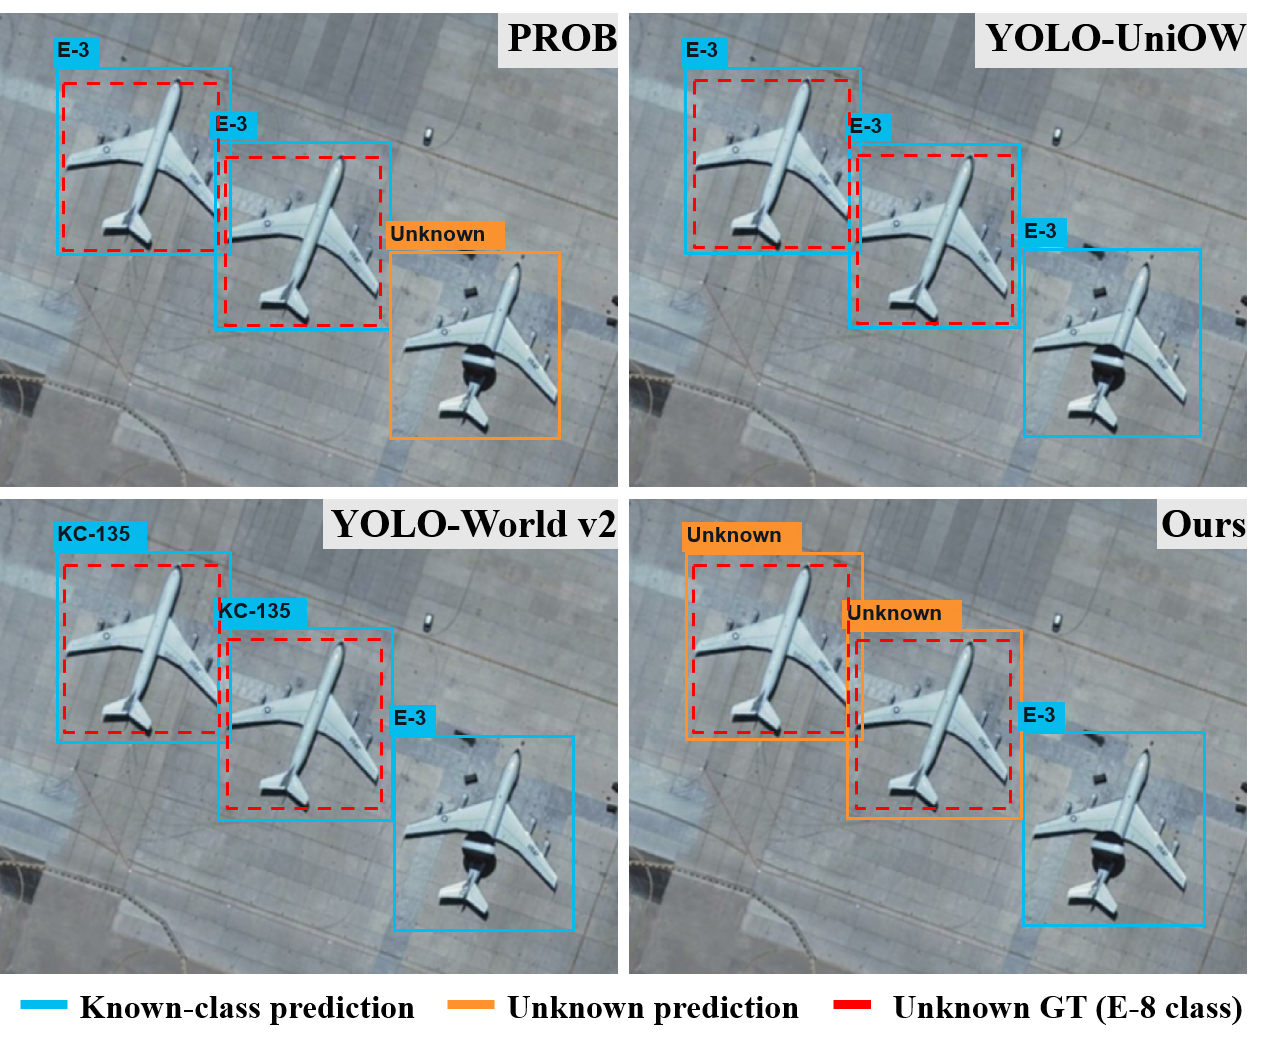 PROB
E-3
E-3
Unknown
YOLO-UniOW
E-3
E-3
E-3
YOLO-World v2
KC-135
KC-135
E-3
Ours
Unknown
Unknown
E-3
Known-class prediction
Unknown prediction
Unknown GT (E-8 class)